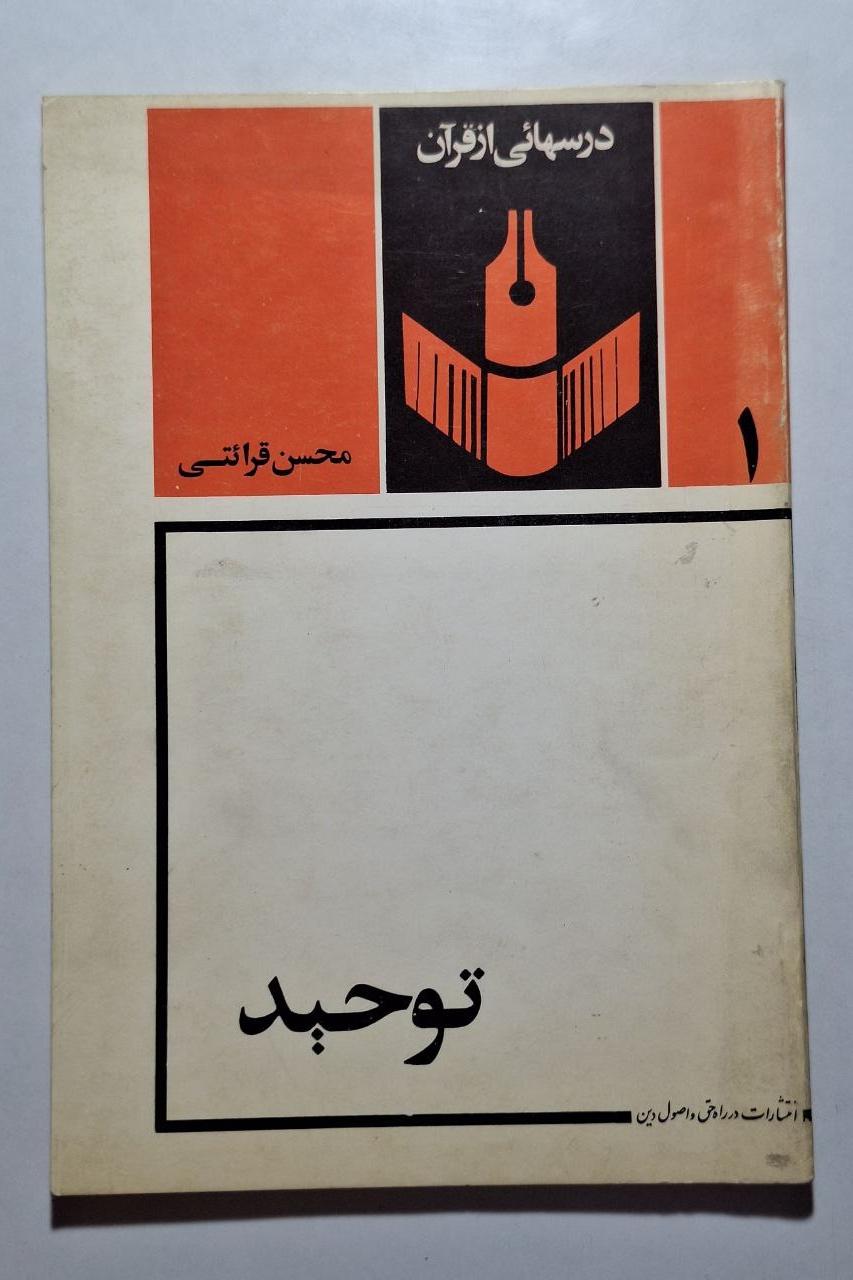 درسهائی از قرآن
۱
محسن قرائتی
توحید
انتشارات در راه حق و اصول دین